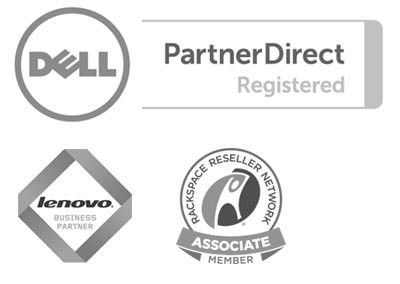 DELL
PartnerDirect
Registered
lenovo.
BUSINESS
PARTNER
RACKSPACE RESELLER NETWORK
®
ASSOCIATE
MEMBER